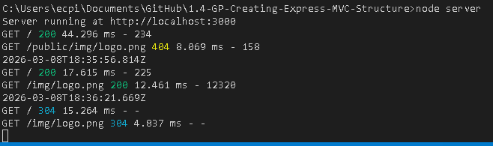 C:\Users\ecpi\Documents\GitHub\1.4-GP-Creating-Express-MVC-Structure>node server
Server running at http://localhost:3000
GET / 200 44.296 ms - 234
GET /public/img/logo.png 404 8.069 ms - 158
2026-03-08T18:35:56.814Z
GET / 200 17.615 ms - 225
GET /img/logo.png 200 12.461 ms - 12320
2026-03-08T18:36:21.669Z
GET / 304 15.264 ms - -
GET /img/logo.png 304 4.837 ms - -